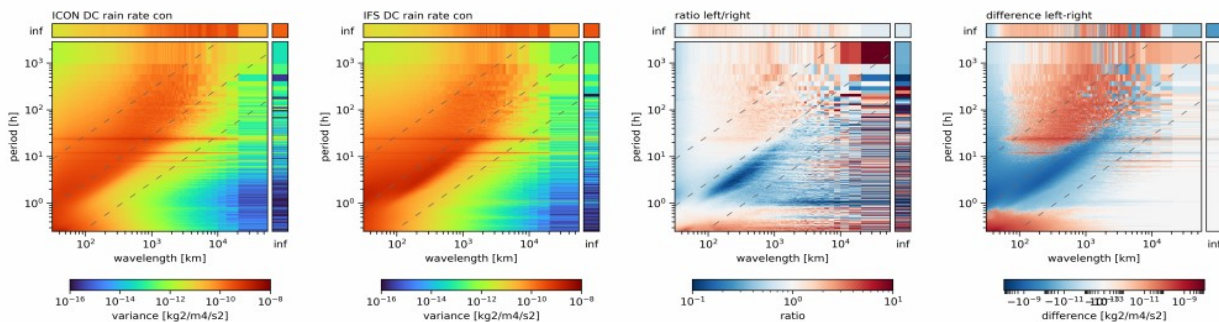 ICON DC rain rate con
IFS DC rain rate con
ratio left/right
difference left-right
inf
inf
inf
inf
period [h]
10³
10²
10¹
10⁰
period [h]
10³
10²
10¹
10⁰
period [h]
10³
10²
10¹
10⁰
period [h]
10³
10²
10¹
10⁰
10² 10³ 10⁴ inf
10² 10³ 10⁴ inf
10² 10³ 10⁴ inf
10² 10³ 10⁴ inf
wavelength [km]
wavelength [km]
wavelength [km]
wavelength [km]
10⁻¹⁶ 10⁻¹⁴ 10⁻¹² 10⁻¹⁰ 10⁻⁸
10⁻¹⁶ 10⁻¹⁴ 10⁻¹² 10⁻¹⁰ 10⁻⁸
10⁻¹ 10⁰ 10¹
−10⁻⁹ −10⁻¹¹ 10⁻¹¹ 10⁻⁹
variance [kg2/m4/s2]
variance [kg2/m4/s2]
ratio
difference [kg2/m4/s2]